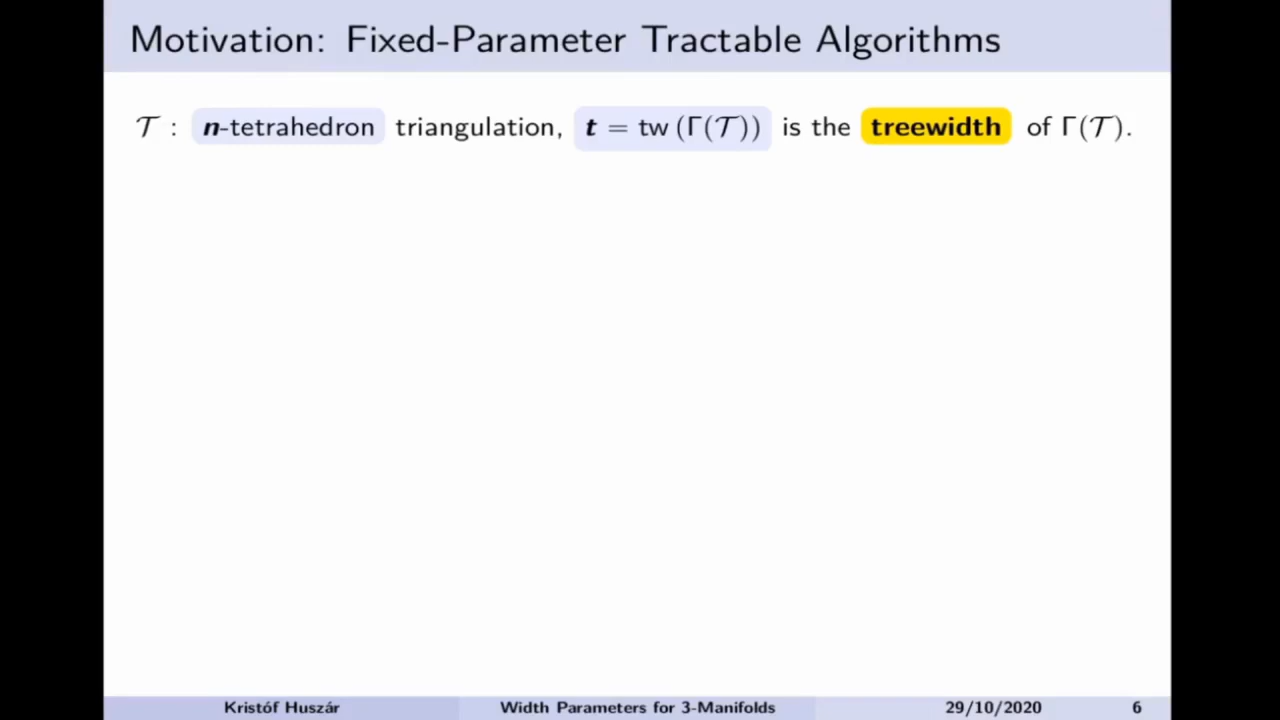 Motivation: Fixed-Parameter Tractable Algorithms
𝒯 : n-tetrahedron triangulation, t = tw (Γ(𝒯)) is the treewidth of Γ(𝒯).
Kristóf Huszár Width Parameters for 3-Manifolds 29/10/2020 6